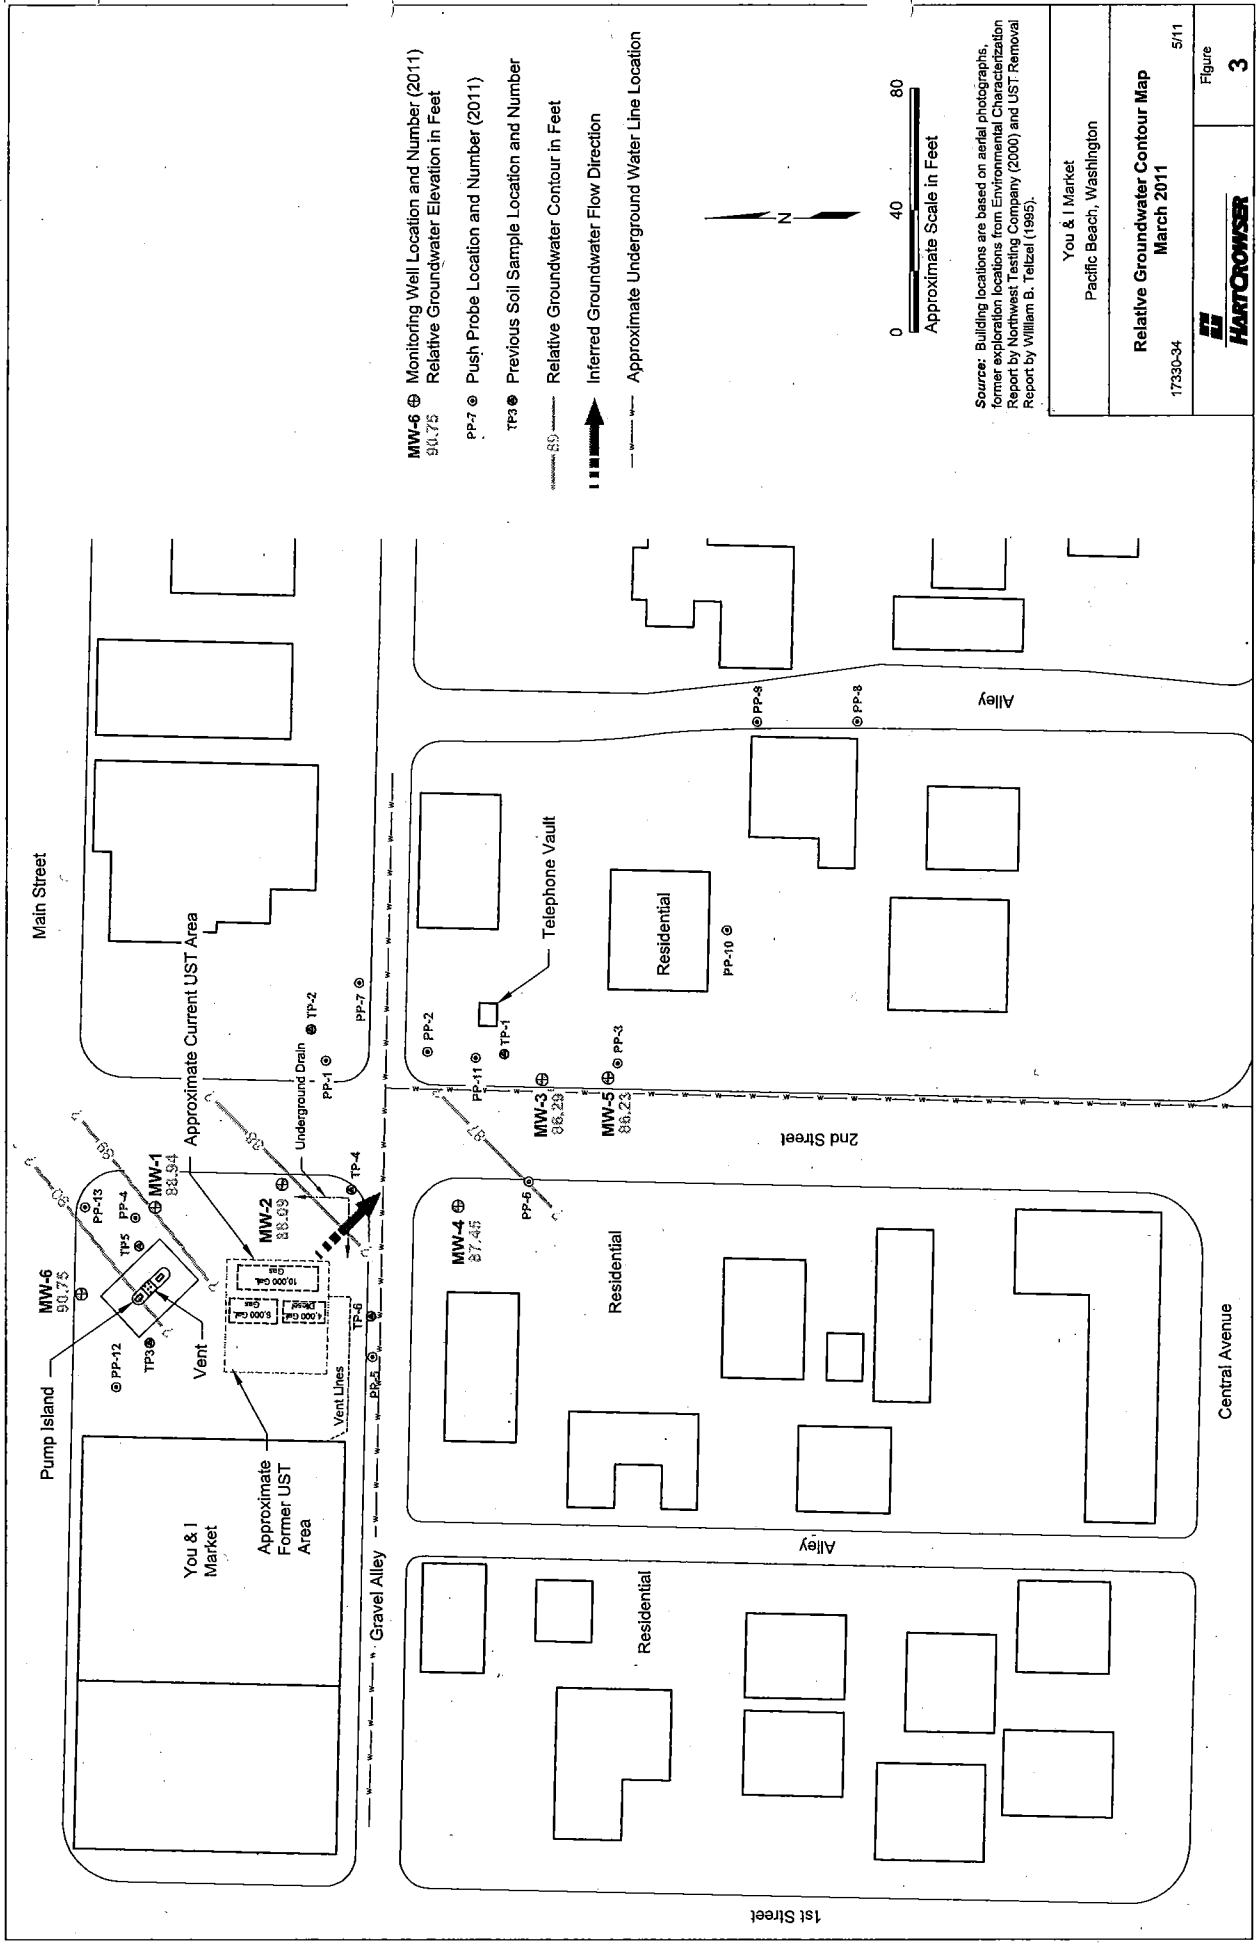 Main Street
Pump Island
MW-6
90.75
PP-12
TP3
Vent
TP5
PP-4
PP-13
MW-1
88.94
90
89
88
87
Approximate Current UST Area
You & I
Market
Approximate
Former UST
Area
5,000 Gal.
Gas
4,000 Gal.
Diesel
10,000 Gal.
Gas
MW-2
88.09
Underground Drain
Vent Lines
TP-6
PP-5
TP-4
PP-1
TP-2
PP-7
Gravel Alley
PP-2
PP-11
TP-1
Telephone Vault
MW-4
87.45
PP-6
MW-3
86.29
MW-5
86.23
PP-3
Residential
Residential
Residential
PP-10
PP-9
PP-8
1st Street
Alley
2nd Street
Alley
Central Avenue
MW-6 Monitoring Well Location and Number (2011)
90.75 Relative Groundwater Elevation in Feet
PP-7 Push Probe Location and Number (2011)
TP3 Previous Soil Sample Location and Number
89 Relative Groundwater Contour in Feet
Inferred Groundwater Flow Direction
w w Approximate Underground Water Line Location
N
0 40 80
Approximate Scale in Feet
Source: Building locations are based on aerial photographs,
former exploration locations from Environmental Characterization
Report by Northwest Testing Company (2000) and UST Removal
Report by William B. Teitzel (1995).
You & I Market
Pacific Beach, Washington
Relative Groundwater Contour Map
March 2011
17330-34 5/11
HARTCROWSER
Figure
3